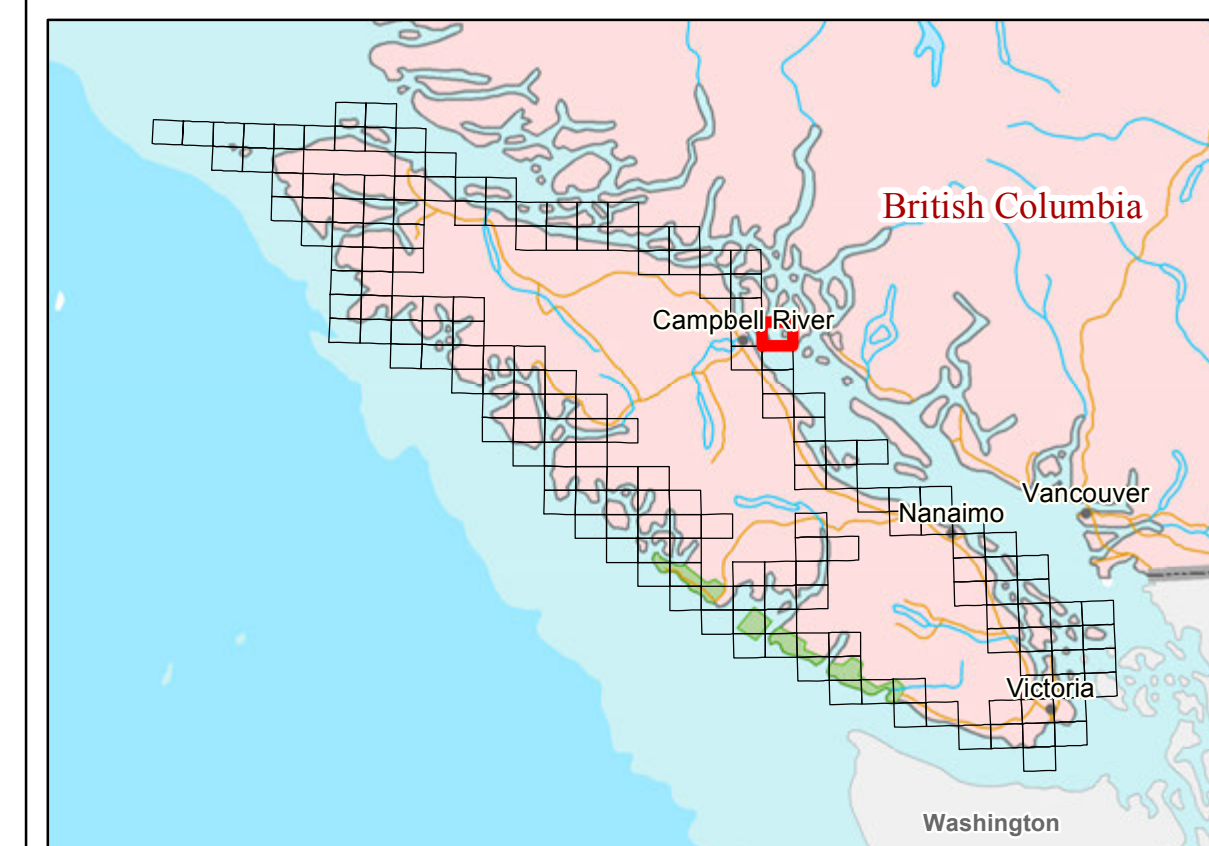 British Columbia
Campbell River
Vancouver
Nanaimo
Victoria
Washington